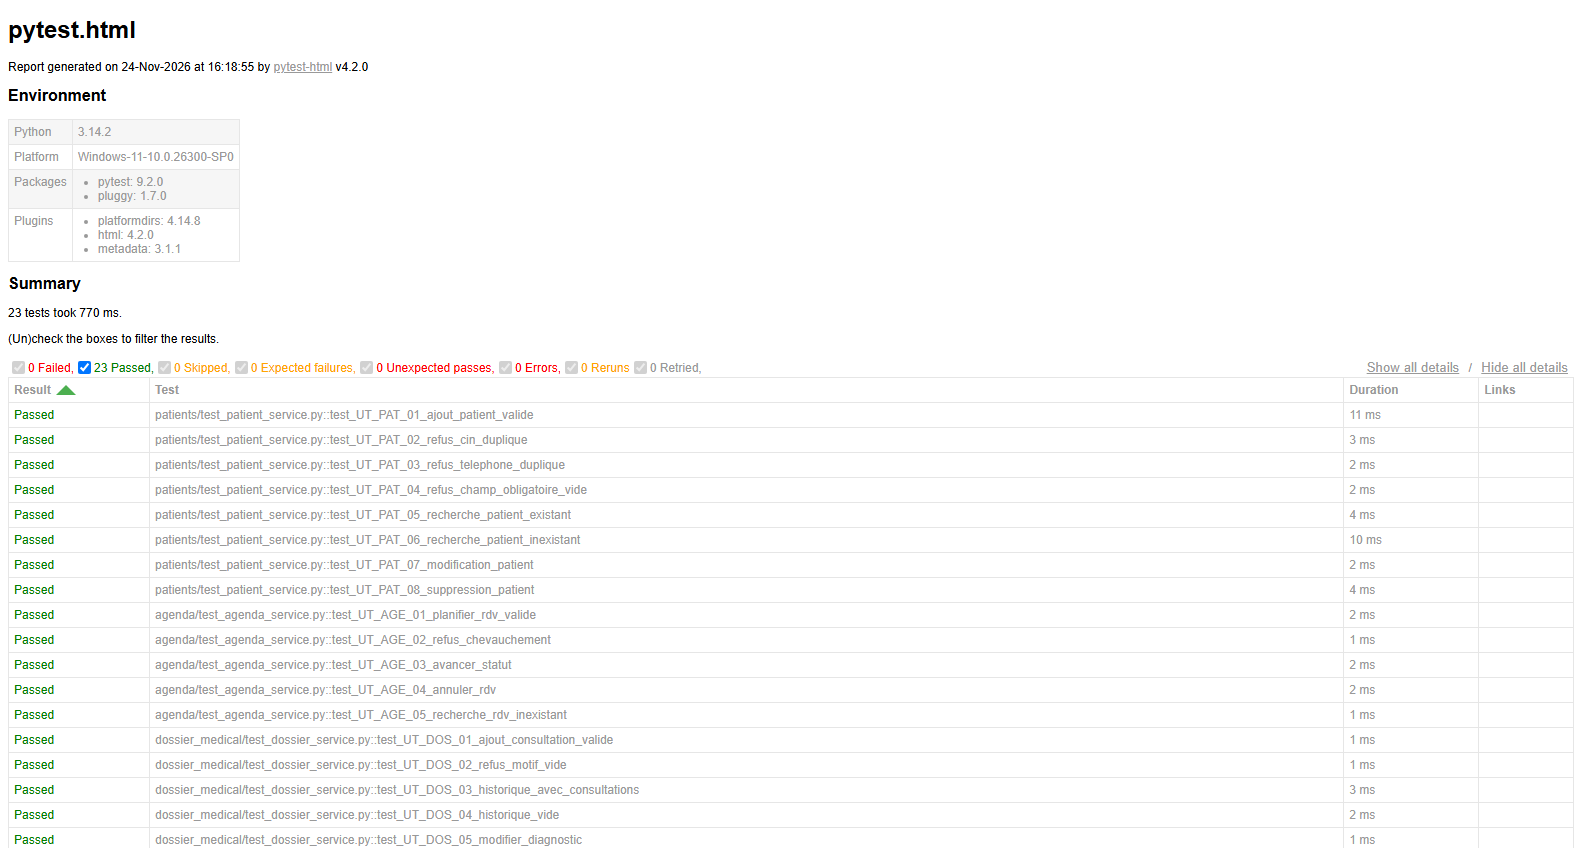 pytest.html
Report generated on 24-Nov-2026 at 16:18:55 by pytest-html v4.2.0
Environment
Python 3.14.2
Platform Windows-11-10.0.26300-SP0
Packages • pytest: 9.2.0
• pluggy: 1.7.0
Plugins • platformdirs: 4.14.8
• html: 4.2.0
• metadata: 3.1.1
Summary
23 tests took 770 ms.
(Un)check the boxes to filter the results.
0 Failed, 23 Passed, 0 Skipped, 0 Expected failures, 0 Unexpected passes, 0 Errors, 0 Reruns 0 Retried, Show all details / Hide all details
Result Test Duration Links
Passed patients/test_patient_service.py::test_UT_PAT_01_ajout_patient_valide 11 ms
Passed patients/test_patient_service.py::test_UT_PAT_02_refus_cin_duplique 3 ms
Passed patients/test_patient_service.py::test_UT_PAT_03_refus_telephone_duplique 2 ms
Passed patients/test_patient_service.py::test_UT_PAT_04_refus_champ_obligatoire_vide 2 ms
Passed patients/test_patient_service.py::test_UT_PAT_05_recherche_patient_existant 4 ms
Passed patients/test_patient_service.py::test_UT_PAT_06_recherche_patient_inexistant 10 ms
Passed patients/test_patient_service.py::test_UT_PAT_07_modification_patient 2 ms
Passed patients/test_patient_service.py::test_UT_PAT_08_suppression_patient 4 ms
Passed agenda/test_agenda_service.py::test_UT_AGE_01_planifier_rdv_valide 2 ms
Passed agenda/test_agenda_service.py::test_UT_AGE_02_refus_chevauchement 1 ms
Passed agenda/test_agenda_service.py::test_UT_AGE_03_avancer_statut 2 ms
Passed agenda/test_agenda_service.py::test_UT_AGE_04_annuler_rdv 2 ms
Passed agenda/test_agenda_service.py::test_UT_AGE_05_recherche_rdv_inexistant 1 ms
Passed dossier_medical/test_dossier_service.py::test_UT_DOS_01_ajout_consultation_valide 1 ms
Passed dossier_medical/test_dossier_service.py::test_UT_DOS_02_refus_motif_vide 1 ms
Passed dossier_medical/test_dossier_service.py::test_UT_DOS_03_historique_avec_consultations 3 ms
Passed dossier_medical/test_dossier_service.py::test_UT_DOS_04_historique_vide 2 ms
Passed dossier_medical/test_dossier_service.py::test_UT_DOS_05_modifier_diagnostic 1 ms